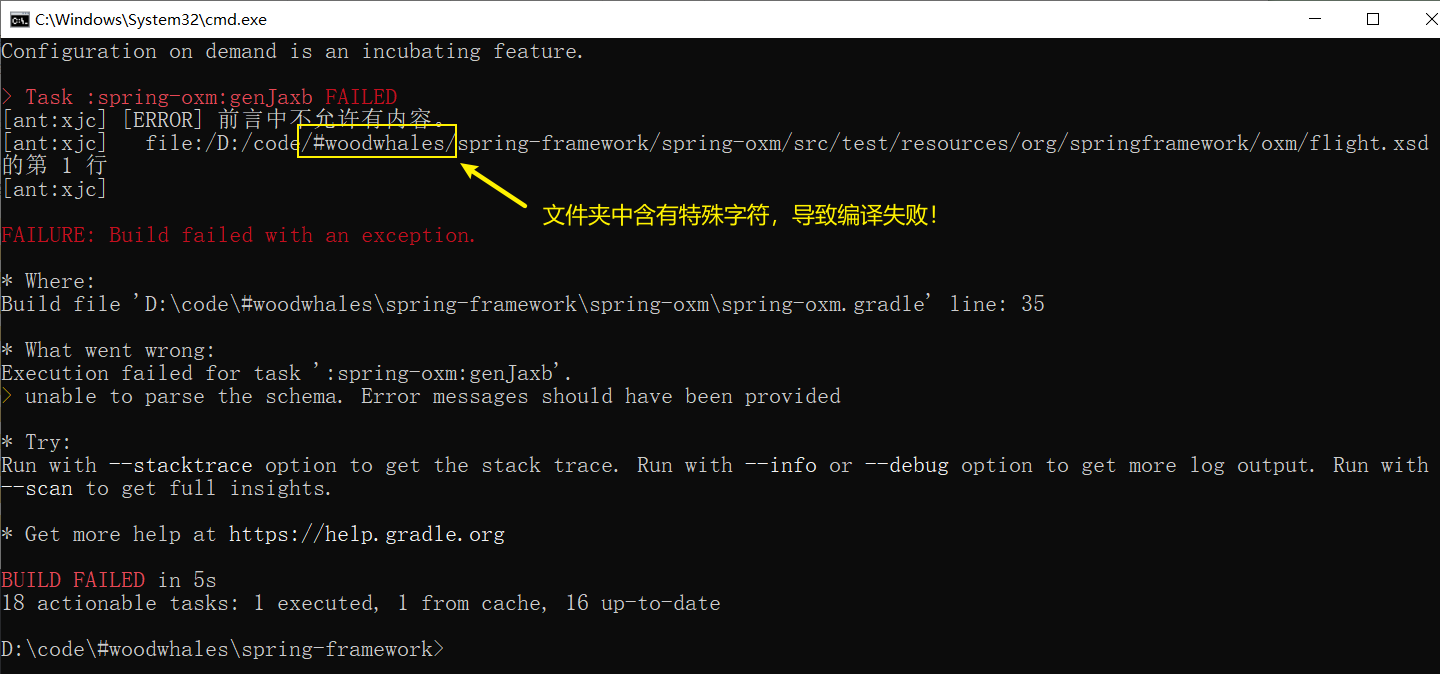 C:\Windows\System32\cmd.exe
Configuration on demand is an incubating feature.
> Task :spring-oxm:genJaxb FAILED
[ant:xjc] [ERROR] 前言中不允许有内容。
[ant:xjc]   file:/D:/code/#woodwhales/spring-framework/spring-oxm/src/test/resources/org/springframework/oxm/flight.xsd
的第 1 行
[ant:xjc]
文件夹中含有特殊字符，导致编译失败！
FAILURE: Build failed with an exception.
* Where:
Build file 'D:\code\#woodwhales\spring-framework\spring-oxm\spring-oxm.gradle' line: 35
* What went wrong:
Execution failed for task ':spring-oxm:genJaxb'.
> unable to parse the schema. Error messages should have been provided
* Try:
Run with --stacktrace option to get the stack trace. Run with --info or --debug option to get more log output. Run with
--scan to get full insights.
* Get more help at https://help.gradle.org
BUILD FAILED in 5s
18 actionable tasks: 1 executed, 1 from cache, 16 up-to-date
D:\code\#woodwhales\spring-framework>